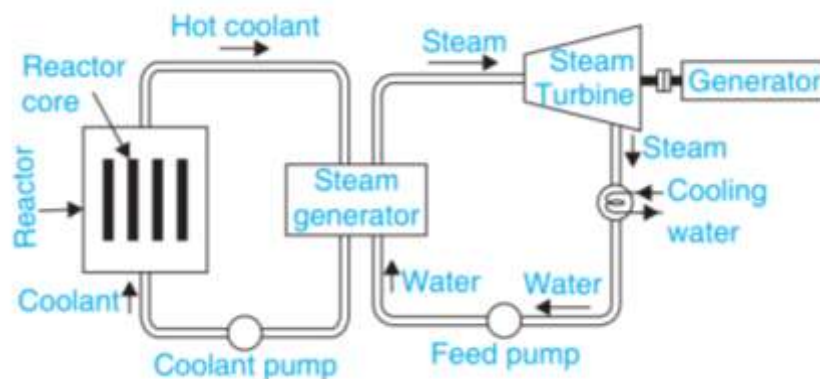 Hot coolant
Reactor
core
Reactor
Coolant
Coolant pump
Steam
generator
Steam
Steam
Turbine
Generator
Steam
Cooling
water
Water
Water
Feed pump